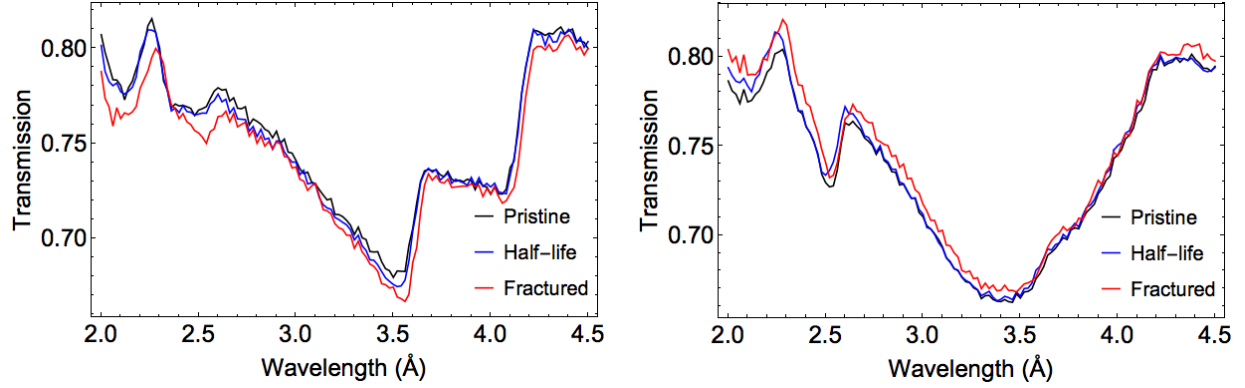 Transmission
0.80
0.75
0.70
Pristine
Half-life
Fractured
2.0 2.5 3.0 3.5 4.0 4.5
Wavelength (Å)
Transmission
0.80
0.75
0.70
Pristine
Half-life
Fractured
2.0 2.5 3.0 3.5 4.0 4.5
Wavelength (Å)